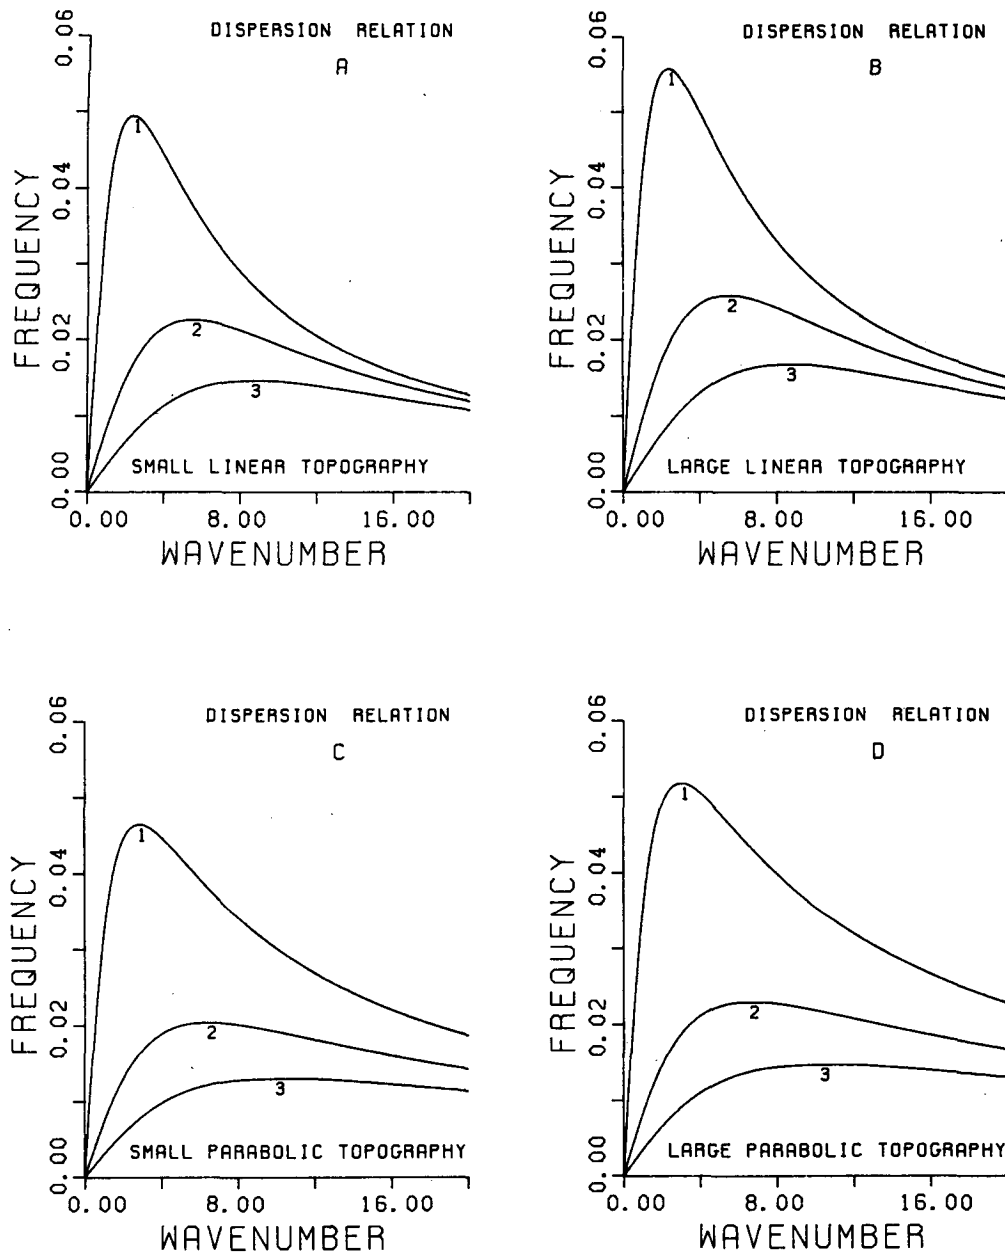 DISPERSION RELATION
A
FREQUENCY
0.06
0.04
0.02
0.00
1
2
3
SMALL LINEAR TOPOGRAPHY
0.00 8.00 16.00
WAVENUMBER
DISPERSION RELATION
B
FREQUENCY
0.06
0.04
0.02
0.00
1
2
3
LARGE LINEAR TOPOGRAPHY
0.00 8.00 16.00
WAVENUMBER
DISPERSION RELATION
C
FREQUENCY
0.06
0.04
0.02
0.00
1
2
3
SMALL PARABOLIC TOPOGRAPHY
0.00 8.00 16.00
WAVENUMBER
DISPERSION RELATION
D
FREQUENCY
0.06
0.04
0.02
0.00
1
2
3
LARGE PARABOLIC TOPOGRAPHY
0.00 8.00 16.00
WAVENUMBER